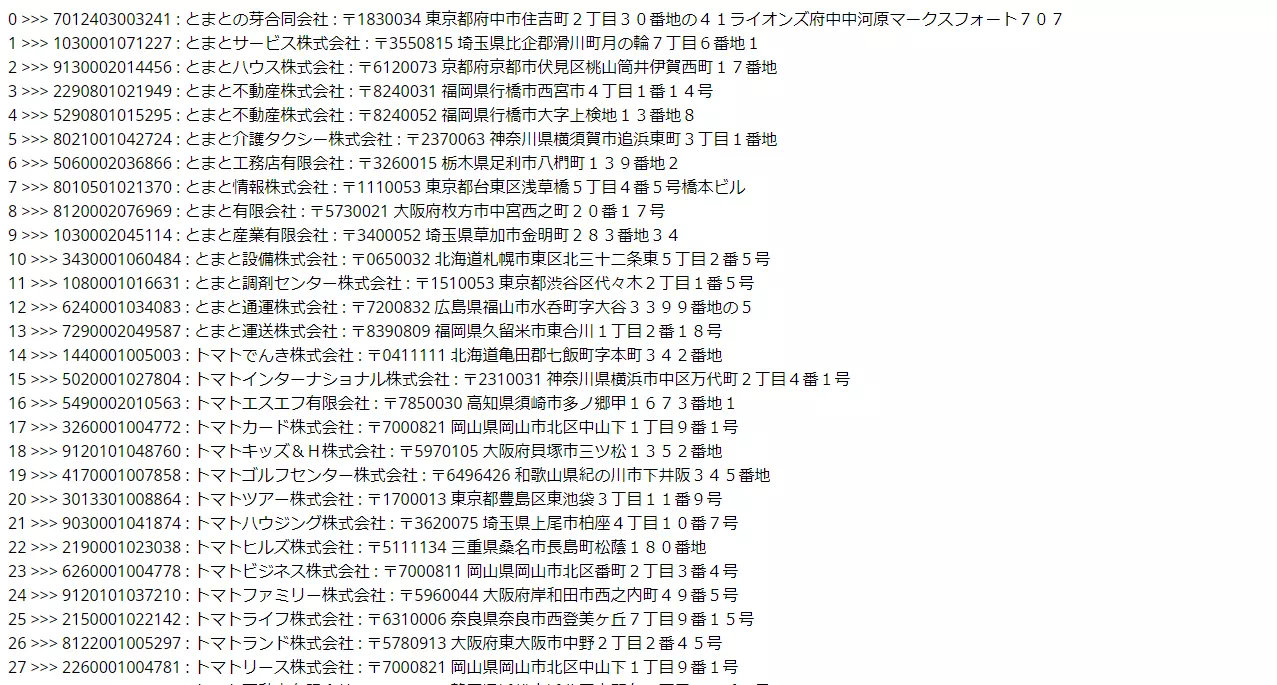 0 >>> 7012403003241 : とまとの芽合同会社 : 〒1830034 東京都府中市住吉町２丁目３０番地の４１ライオンズ府中中河原マークスフォート７０７
1 >>> 1030001071227 : とまとサービス株式会社 : 〒3550815 埼玉県比企郡滑川町月の輪７丁目６番地１
2 >>> 9130002014456 : とまとハウス株式会社 : 〒6120073 京都府京都市伏見区桃山筒井伊賀西町１７番地
3 >>> 2290801021949 : とまと不動産株式会社 : 〒8240031 福岡県行橋市西宮市４丁目１番１４号
4 >>> 5290801015295 : とまと不動産株式会社 : 〒8240052 福岡県行橋市大字上検地１３番地８
5 >>> 8021001042724 : とまと介護タクシー株式会社 : 〒2370063 神奈川県横須賀市追浜東町３丁目１番地
6 >>> 5060002036866 : とまと工務店有限会社 : 〒3260015 栃木県足利市八椚町１３９番地２
7 >>> 8010501021370 : とまと情報株式会社 : 〒1110053 東京都台東区浅草橋５丁目４番５号橋本ビル
8 >>> 8120002076969 : とまと有限会社 : 〒5730021 大阪府枚方市中宮西之町２０番１７号
9 >>> 1030002045114 : とまと産業有限会社 : 〒3400052 埼玉県草加市金明町２８３番地３４
10 >>> 3430001060484 : とまと設備株式会社 : 〒0650032 北海道札幌市東区北三十二条東５丁目２番５号
11 >>> 1080001016631 : とまと調剤センター株式会社 : 〒1510053 東京都渋谷区代々木２丁目１番５号
12 >>> 6240001034083 : とまと通運株式会社 : 〒7200832 広島県福山市水呑町字大谷３３９９番地の５
13 >>> 7290002049587 : とまと運送株式会社 : 〒8390809 福岡県久留米市東合川１丁目２番１８号
14 >>> 1440001005003 : トマトでんき株式会社 : 〒0411111 北海道亀田郡七飯町字本町３４２番地
15 >>> 5020001027804 : トマトインターナショナル株式会社 : 〒2310031 神奈川県横浜市中区万代町２丁目４番１号
16 >>> 5490002010563 : トマトエスエフ有限会社 : 〒7850030 高知県須崎市多ノ郷甲１６７３番地１
17 >>> 3260001004772 : トマトカード株式会社 : 〒7000821 岡山県岡山市北区中山下１丁目９番１号
18 >>> 9120101048760 : トマトキッズ＆Ｈ株式会社 : 〒5970105 大阪府貝塚市三ツ松１３５２番地
19 >>> 4170001007858 : トマトゴルフセンター株式会社 : 〒6496426 和歌山県紀の川市下井阪３４５番地
20 >>> 3013301008864 : トマトツアー株式会社 : 〒1700013 東京都豊島区東池袋３丁目１１番９号
21 >>> 9030001041874 : トマトハウジング株式会社 : 〒3620075 埼玉県上尾市柏座４丁目１０番７号
22 >>> 2190001023038 : トマトヒルズ株式会社 : 〒5111134 三重県桑名市長島町松蔭１８０番地
23 >>> 6260001004778 : トマトビジネス株式会社 : 〒7000811 岡山県岡山市北区番町２丁目３番４号
24 >>> 9120101037210 : トマトファミリー株式会社 : 〒5960044 大阪府岸和田市西之内町４９番５号
25 >>> 2150001022142 : トマトライフ株式会社 : 〒6310006 奈良県奈良市西登美ヶ丘７丁目９番１５号
26 >>> 8122001005297 : トマトランド株式会社 : 〒5780913 大阪府東大阪市中野２丁目２番４５号
27 >>> 2260001004781 : トマトリース株式会社 : 〒7000821 岡山県岡山市北区中山下１丁目９番１号